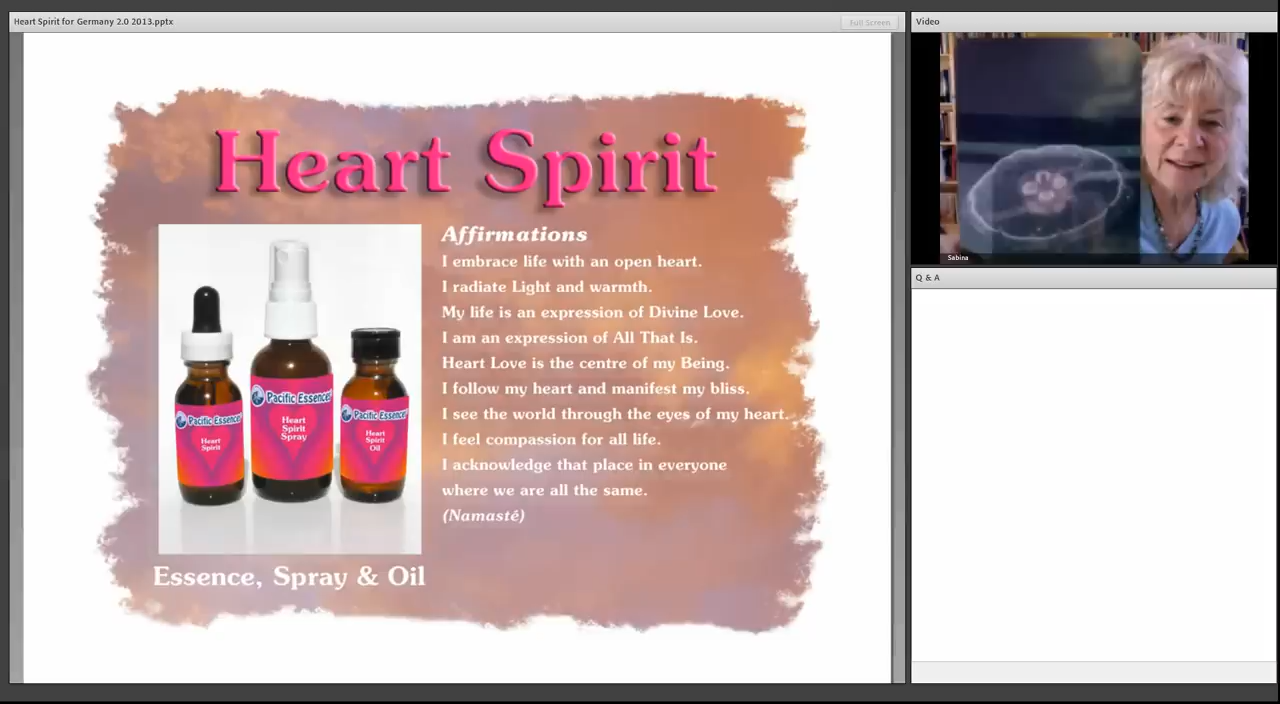 Heart Spirit for Germany 2.0 2013.pptx
Full Screen
Video
Heart Spirit
Affirmations
I embrace life with an open heart.
I radiate Light and warmth.
My life is an expression of Divine Love.
I am an expression of All That Is.
Heart Love is the centre of my Being.
I follow my heart and manifest my bliss.
I see the world through the eyes of my heart.
I feel compassion for all life.
I acknowledge that place in everyone
where we are all the same.
(Namasté)
Pacific Essences
Heart
Spirit
Pacific Essences
Heart
Spirit
Spray
Pacific Essences
Heart
Spirit
Oil
Essence, Spray & Oil
Sabina
Q & A